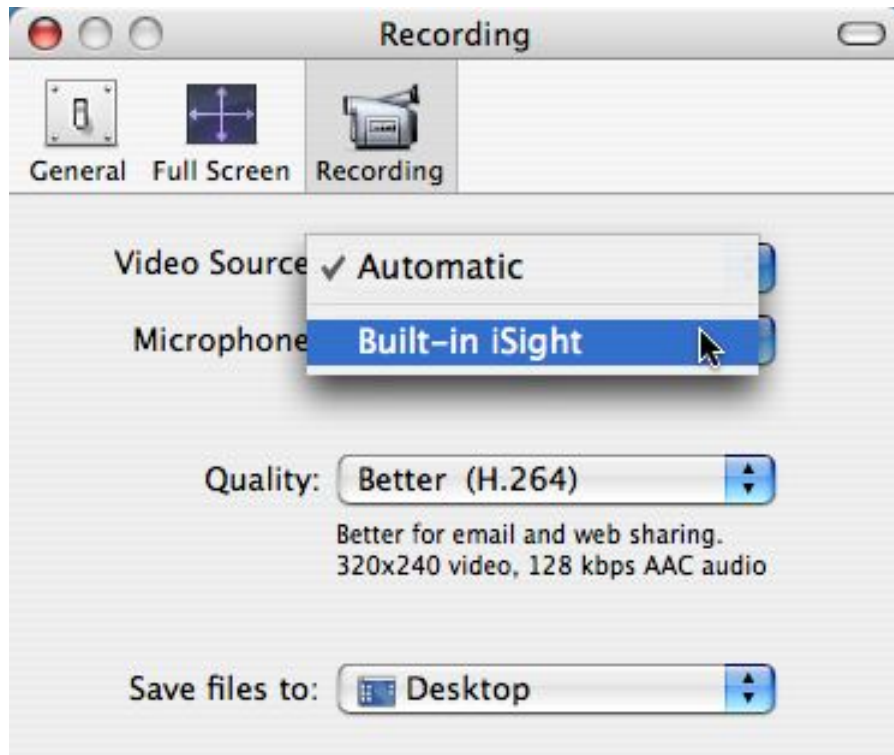 Recording
General Full Screen Recording
Video Source ✓ Automatic
Microphone Built-in iSight
Quality: Better (H.264)
Better for email and web sharing.
320x240 video, 128 kbps AAC audio
Save files to: Desktop